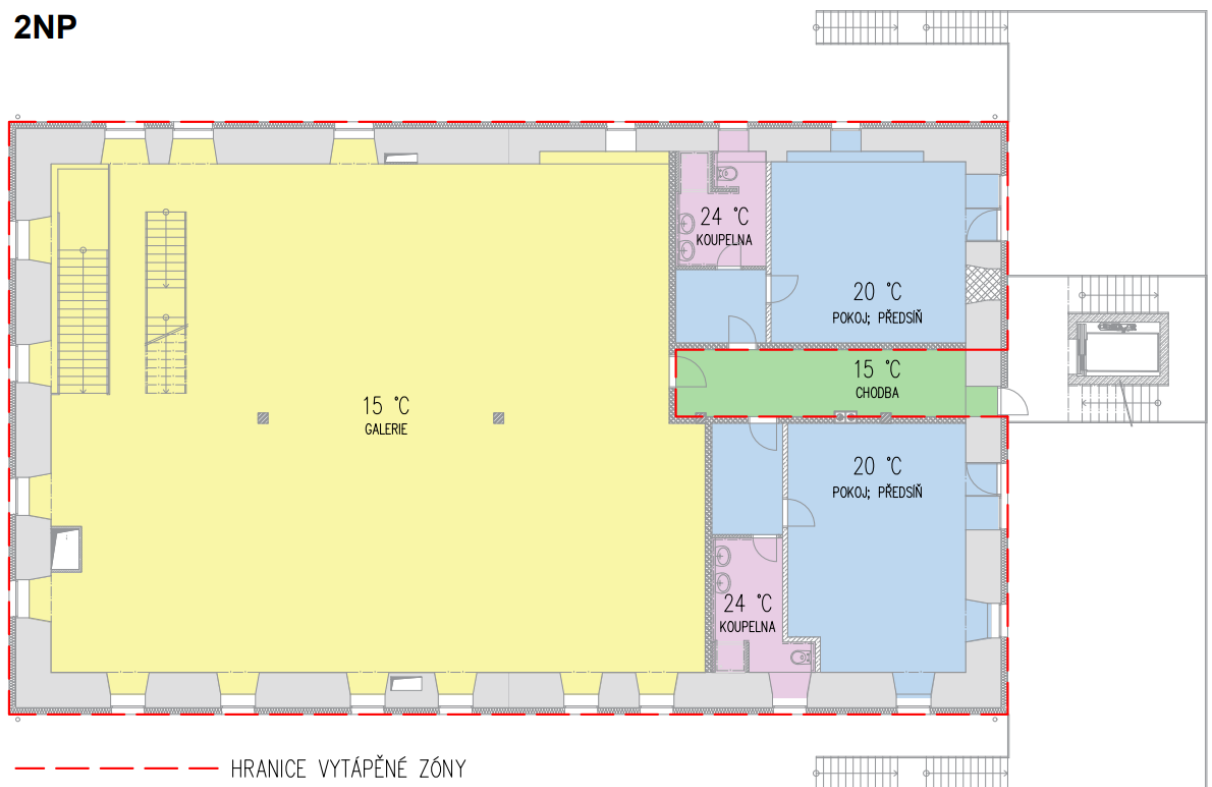 2NP
24 °C
KOUPELNA
20 °C
POKOJ; PŘEDSÍŇ
15 °C
CHODBA
15 °C
GALERIE
20 °C
POKOJ; PŘEDSÍŇ
24 °C
KOUPELNA
HRANICE VYTÁPĚNÉ ZÓNY